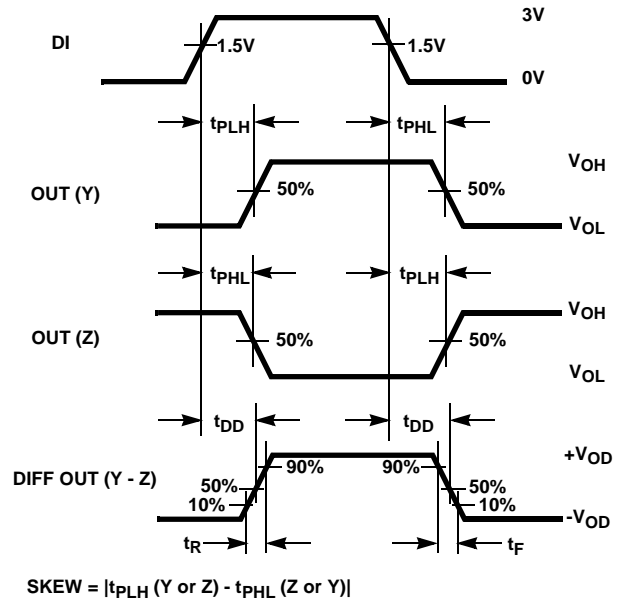 3V
DI
1.5V
1.5V
0V
tPLH
tPHL
VOH
50%
50%
OUT (Y)
VOL
tPHL
tPLH
VOH
OUT (Z)
50%
50%
VOL
tDD
tDD
+VOD
90%
90%
DIFF OUT (Y - Z)
50%
50%
10%
10%
-VOD
tR
tF
SKEW = |tPLH (Y or Z) - tPHL (Z or Y)|